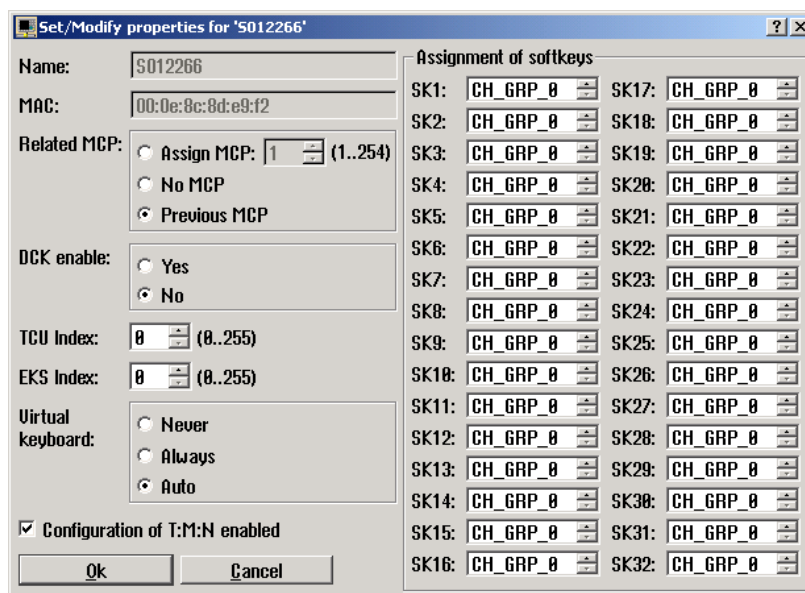 Set/Modify properties for 'S012266'
Name: S012266
MAC: 00:0e:8c:8d:e9:f2
Related MCP: Assign MCP: 1 (1..254)
No MCP
Previous MCP
DCK enable: Yes
No
TCU Index: 0 (0..255)
EKS Index: 0 (0..255)
Virtual keyboard: Never
Always
Auto
Configuration of T:M:N enabled
Ok Cancel
Assignment of softkeys
SK1: CH_GRP_0 SK17: CH_GRP_0
SK2: CH_GRP_0 SK18: CH_GRP_0
SK3: CH_GRP_0 SK19: CH_GRP_0
SK4: CH_GRP_0 SK20: CH_GRP_0
SK5: CH_GRP_0 SK21: CH_GRP_0
SK6: CH_GRP_0 SK22: CH_GRP_0
SK7: CH_GRP_0 SK23: CH_GRP_0
SK8: CH_GRP_0 SK24: CH_GRP_0
SK9: CH_GRP_0 SK25: CH_GRP_0
SK10: CH_GRP_0 SK26: CH_GRP_0
SK11: CH_GRP_0 SK27: CH_GRP_0
SK12: CH_GRP_0 SK28: CH_GRP_0
SK13: CH_GRP_0 SK29: CH_GRP_0
SK14: CH_GRP_0 SK30: CH_GRP_0
SK15: CH_GRP_0 SK31: CH_GRP_0
SK16: CH_GRP_0 SK32: CH_GRP_0